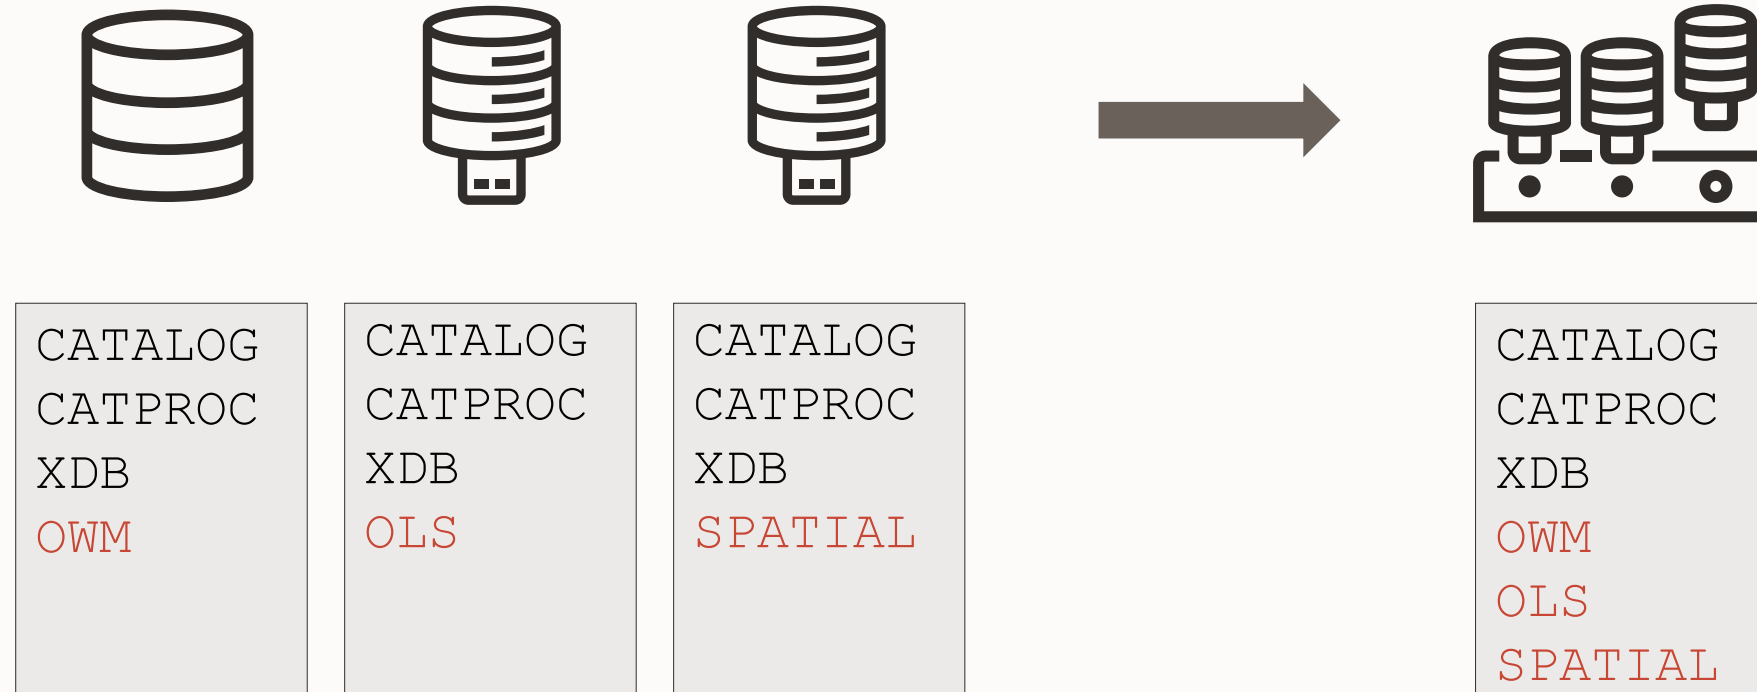 CATALOG
CATPROC
XDB
OWM
CATALOG
CATPROC
XDB
OLS
CATALOG
CATPROC
XDB
SPATIAL
CATALOG
CATPROC
XDB
OWM
OLS
SPATIAL